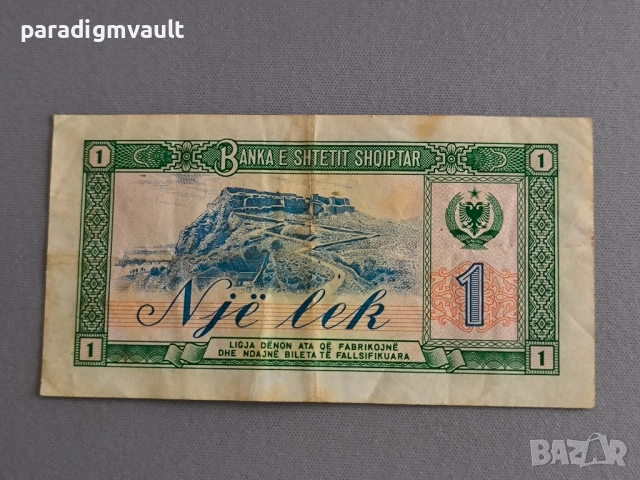 paradigmvault
1 BANKA E SHTETIT SHQIPTAR 1
Një lek 1
LIGJA DËNON ATA QË FABRIKOJNË
DHE NDAJNË BILETA TË FALLSIFIKUARA
1 1
BAZAR